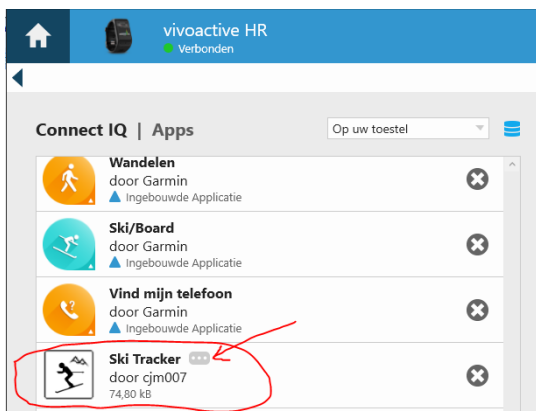 vivoactive HR
Verbonden
Connect IQ | Apps
Op uw toestel
Wandelen
door Garmin
Ingebouwde Applicatie
Ski/Board
door Garmin
Ingebouwde Applicatie
Vind mijn telefoon
door Garmin
Ingebouwde Applicatie
Ski Tracker
door cjm007
74,80 kB